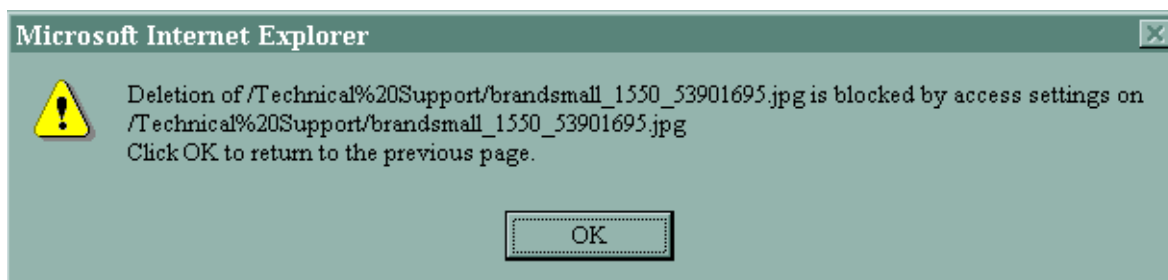 Microsoft Internet Explorer
Deletion of /Technical%20Support/brandsmall_1550_53901695.jpg is blocked by access settings on
/Technical%20Support/brandsmall_1550_53901695.jpg
Click OK to return to the previous page.
OK